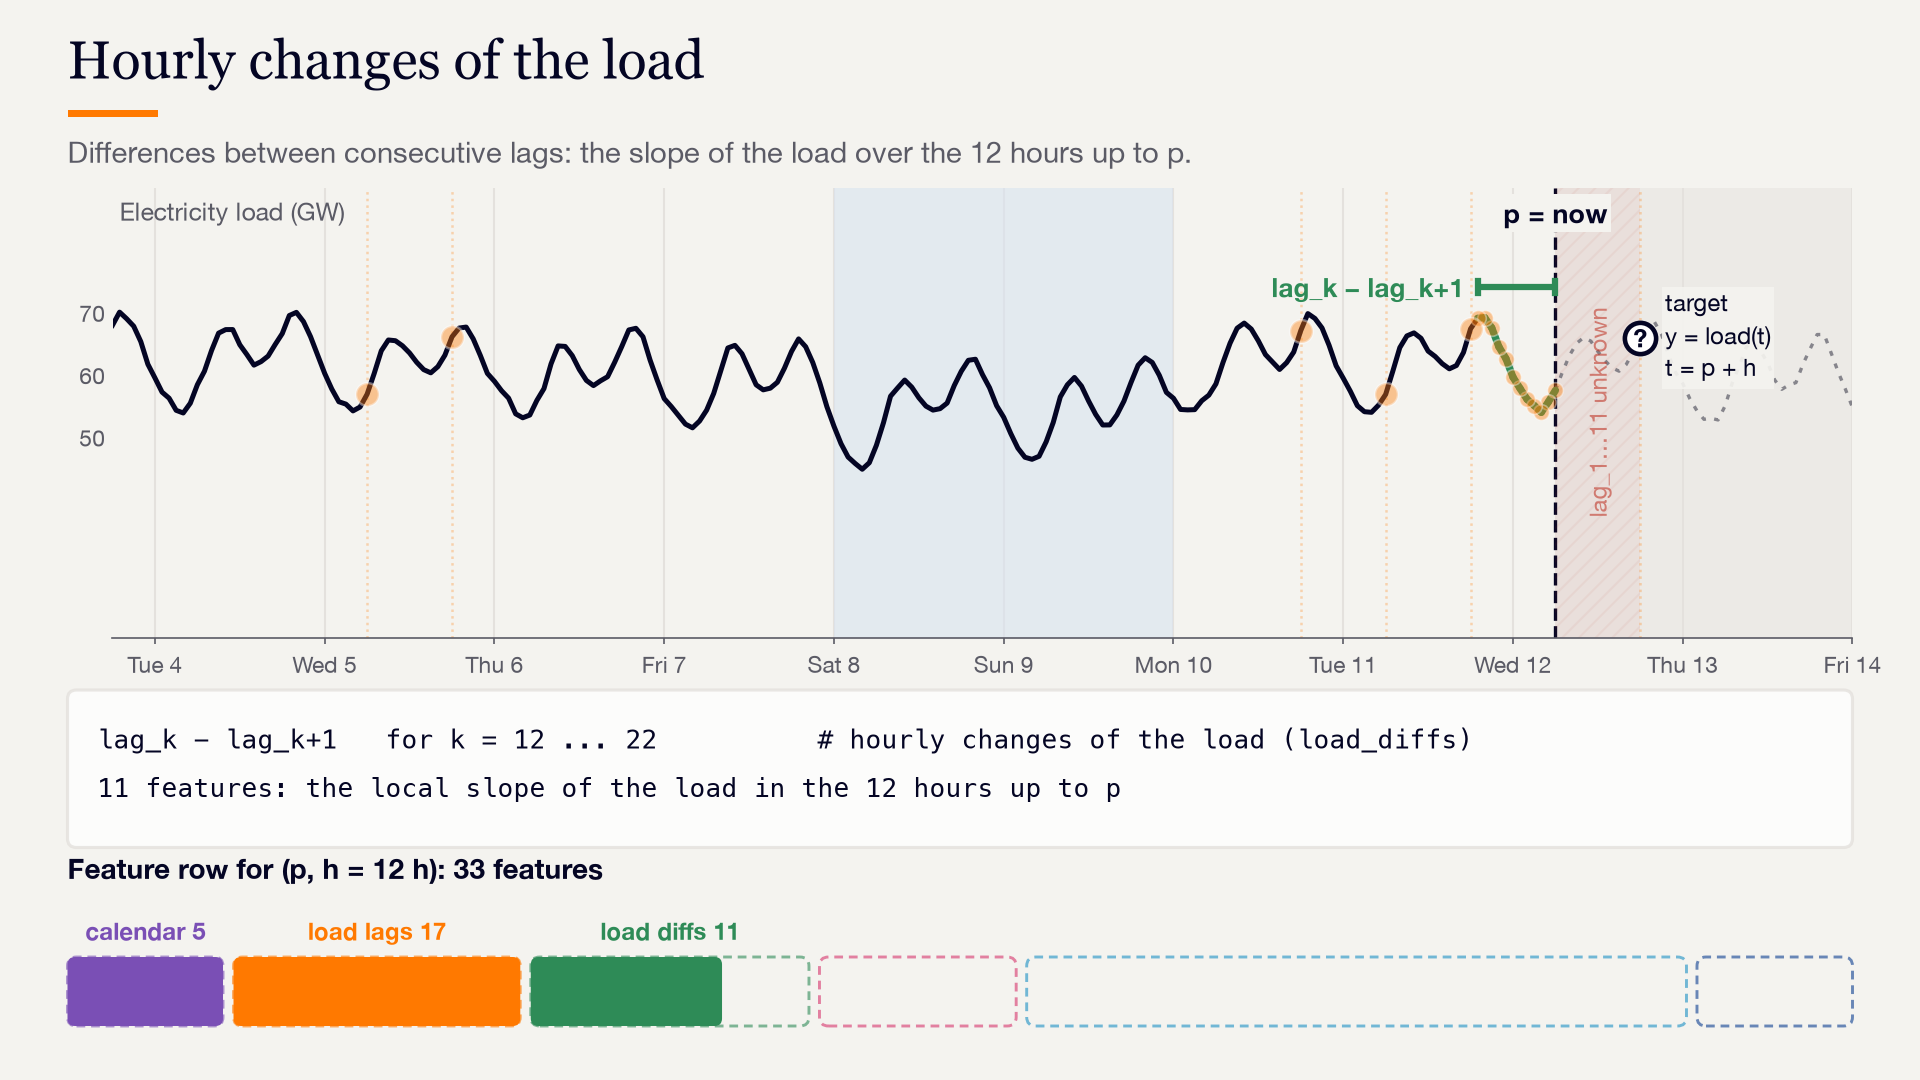 Hourly changes of the load
Differences between consecutive lags: the slope of the load over the 12 hours up to p.
Electricity load (GW)
p = now
lag_k – lag_k+1
70
60
50
lag_1…11 unknown
?
target
y = load(t)
t = p + h
Tue 4 Wed 5 Thu 6 Fri 7 Sat 8 Sun 9 Mon 10 Tue 11 Wed 12 Thu 13 Fri 14
lag_k − lag_k+1 for k = 12 ... 22 # hourly changes of the load (load_diffs)
11 features: the local slope of the load in the 12 hours up to p
Feature row for (p, h = 12 h): 33 features
calendar 5 load lags 17 load diffs 11